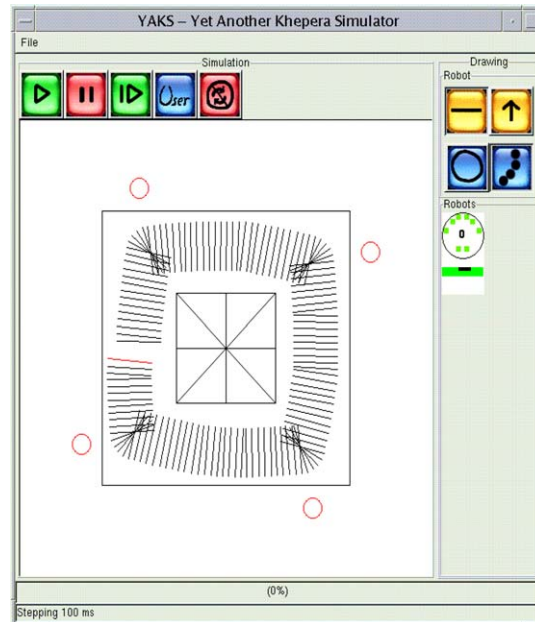 YAKS – Yet Another Khepera Simulator
File
Simulation
User
Drawing
Robot
Robots
0
(0%)
Stepping 100 ms